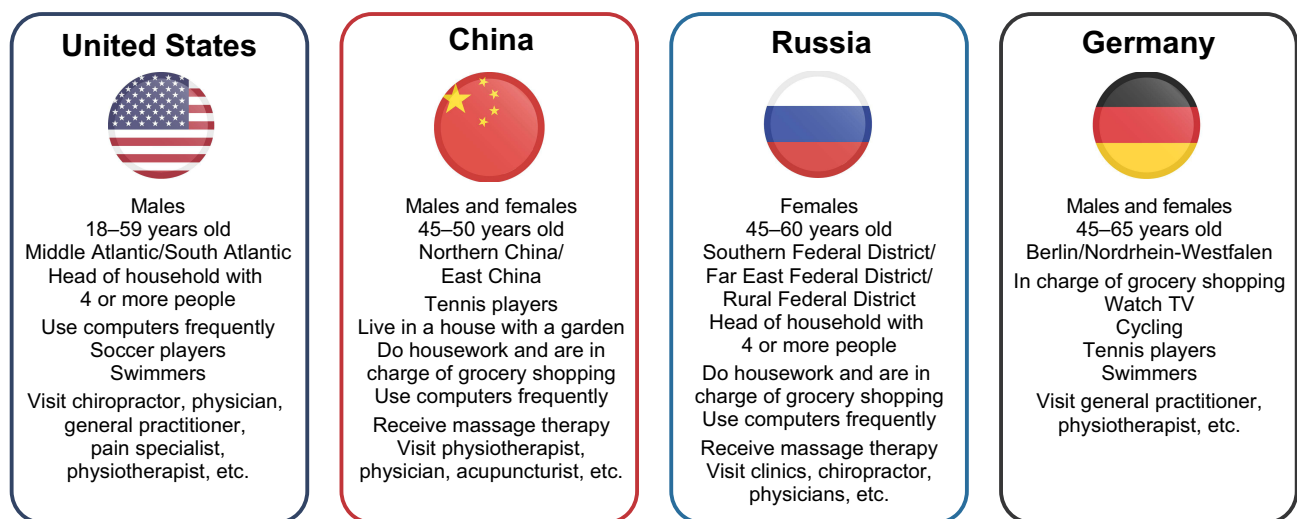 United States
Males
18–59 years old
Middle Atlantic/South Atlantic
Head of household with
4 or more people
Use computers frequently
Soccer players
Swimmers
Visit chiropractor, physician,
general practitioner,
pain specialist,
physiotherapist, etc.
China
Males and females
45–50 years old
Northern China/
East China
Tennis players
Live in a house with a garden
Do housework and are in
charge of grocery shopping
Use computers frequently
Receive massage therapy
Visit physiotherapist,
physician, acupuncturist, etc.
Russia
Females
45–60 years old
Southern Federal District/
Far East Federal District/
Rural Federal District
Head of household with
4 or more people
Do housework and are in
charge of grocery shopping
Use computers frequently
Receive massage therapy
Visit clinics, chiropractor,
physicians, etc.
Germany
Males and females
45–65 years old
Berlin/Nordrhein-Westfalen
In charge of grocery shopping
Watch TV
Cycling
Tennis players
Swimmers
Visit general practitioner,
physiotherapist, etc.